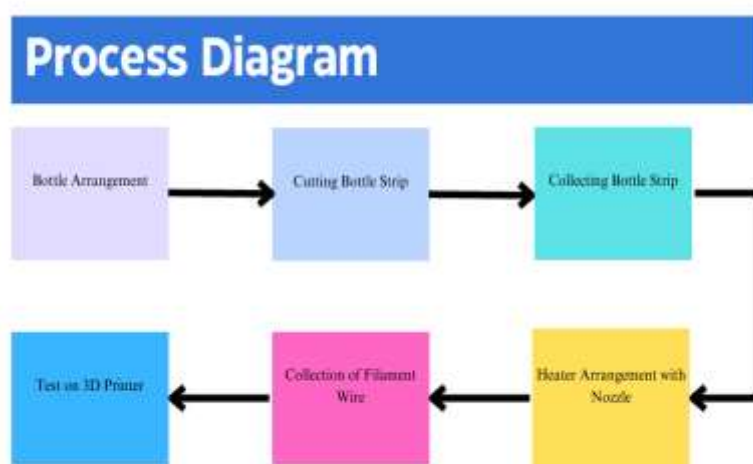 Process Diagram
Bottle Arrangement
Cutting Bottle Strip
Collecting Bottle Strip
Heater Arrangement with
Nozzle
Collection of Filament
Wire
Test on 3D Printer